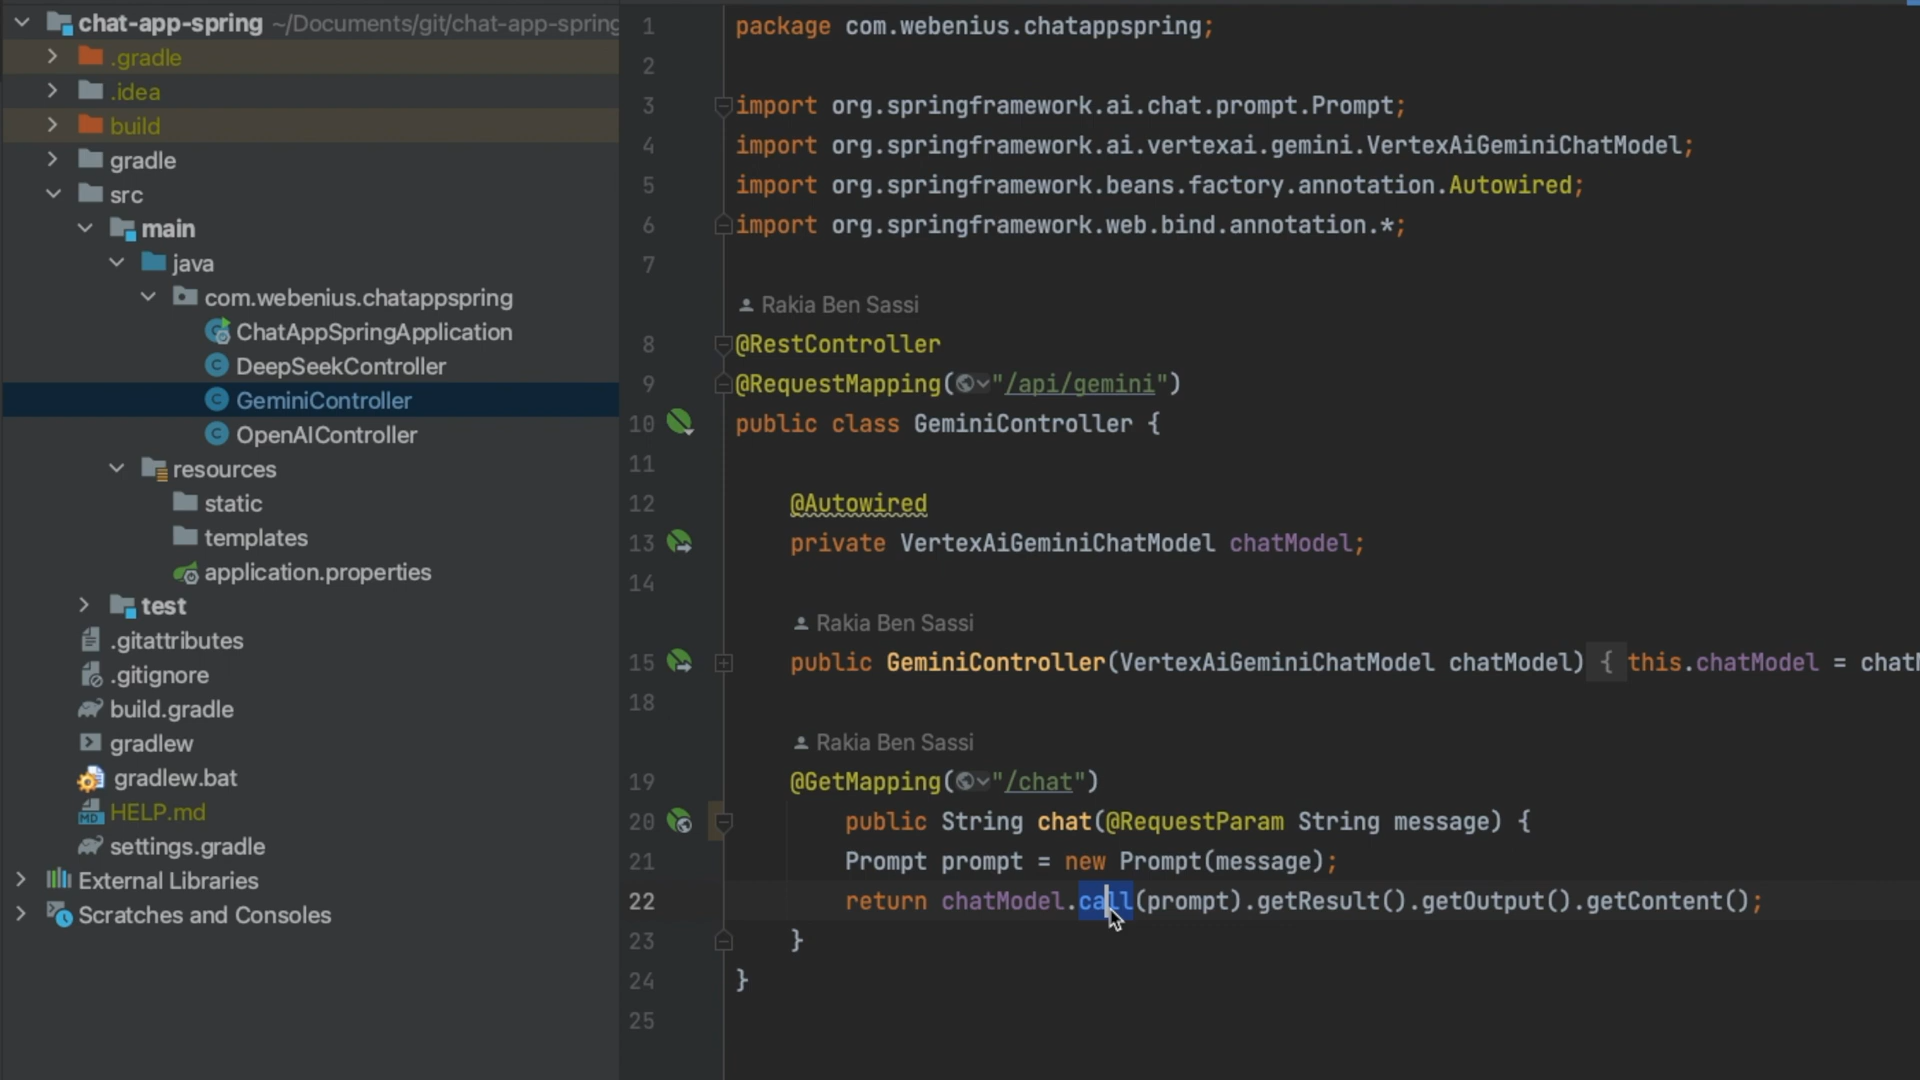 chat-app-spring ~/Documents/git/chat-app-spring
.gradle
.idea
build
gradle
src
main
java
com.webenius.chatappspring
ChatAppSpringApplication
DeepSeekController
GeminiController
OpenAIController
resources
static
templates
application.properties
test
.gitattributes
.gitignore
build.gradle
gradlew
gradlew.bat
HELP.md
settings.gradle
External Libraries
Scratches and Consoles
1 package com.webenius.chatappspring;
2
3 import org.springframework.ai.chat.prompt.Prompt;
4 import org.springframework.ai.vertexai.gemini.VertexAiGeminiChatModel;
5 import org.springframework.beans.factory.annotation.Autowired;
6 import org.springframework.web.bind.annotation.*;
7
Rakia Ben Sassi
8 @RestController
9 @RequestMapping("/api/gemini")
10 public class GeminiController {
11
12 @Autowired
13 private VertexAiGeminiChatModel chatModel;
14
Rakia Ben Sassi
15 public GeminiController(VertexAiGeminiChatModel chatModel) { this.chatModel = chatM
18
Rakia Ben Sassi
19 @GetMapping("/chat")
20 public String chat(@RequestParam String message) {
21 Prompt prompt = new Prompt(message);
22 return chatModel.call(prompt).getResult().getOutput().getContent();
23 }
24 }
25